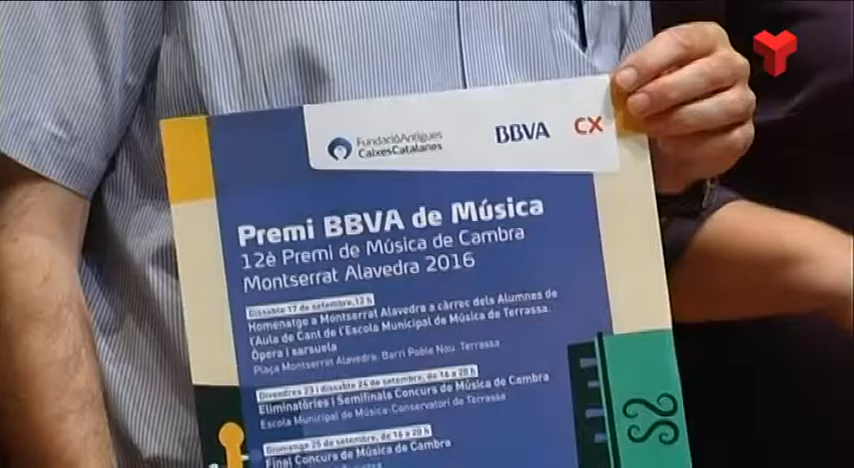 FundacióAntigues
CaixesCatalanes
BBVA
CX
Premi BBVA de Música
12è Premi de Música de Cambra
Montserrat Alavedra 2016
Dissabte 17 de setembre, 12 h
Homenatge a Montserrat Alavedra a càrrec dels Alumnes de
l'Aula de Cant de l'Escola Municipal de Música de Terrassa.
Òpera i sarsuela
Plaça Montserrat Alavedre. Barri Poble Nou. Terrassa
Divendres 23 i dissabte 24 de setembre, de 16 a 20 h
Eliminatòries i Semifinals Concurs de Música de Cambra
Escola Municipal de Música-Conservatori de Terrassa
Diumenge 25 de setembre, de 16 a 20 h
Final Concurs de Música de Cambra